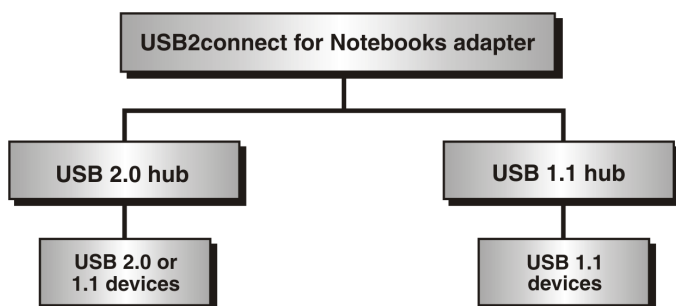 USB2connect for Notebooks adapter
USB 2.0 hub
USB 1.1 hub
USB 2.0 or
1.1 devices
USB 1.1
devices